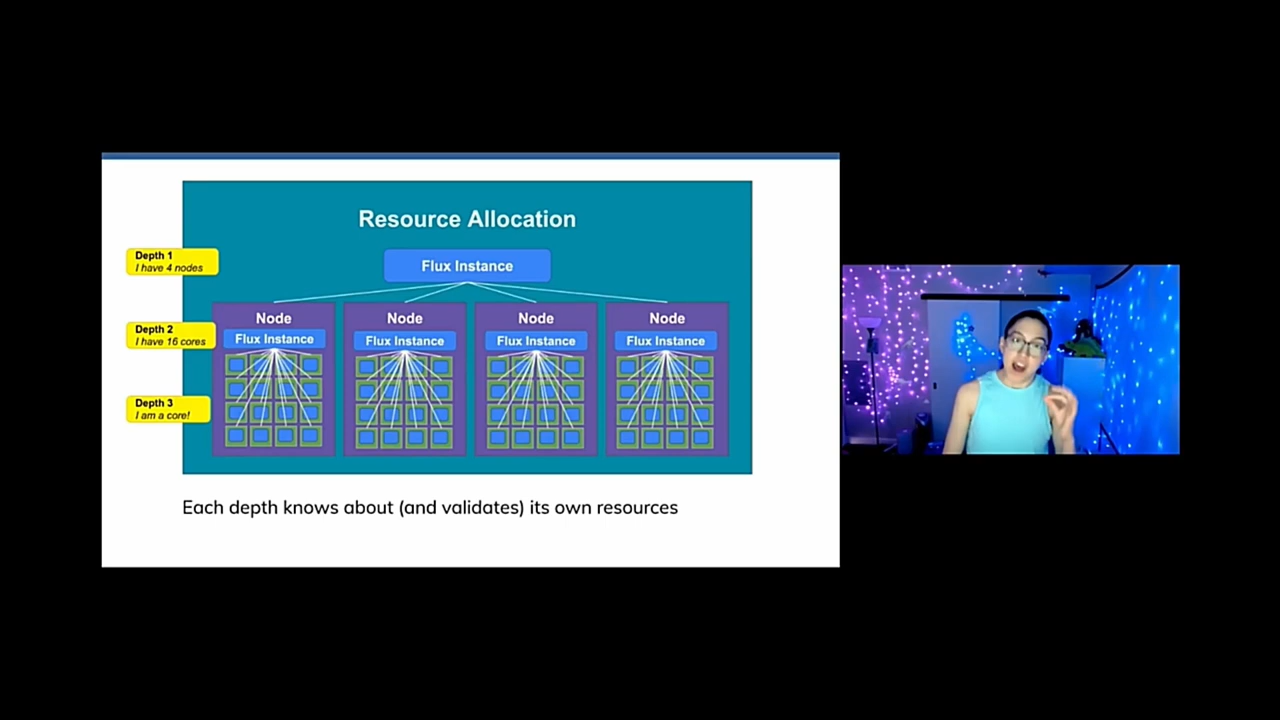 Resource Allocation
Depth 1
I have 4 nodes
Flux Instance
Node
Node
Node
Node
Depth 2
I have 16 cores
Flux Instance
Flux Instance
Flux Instance
Flux Instance
Depth 3
I am a core!
Each depth knows about (and validates) its own resources